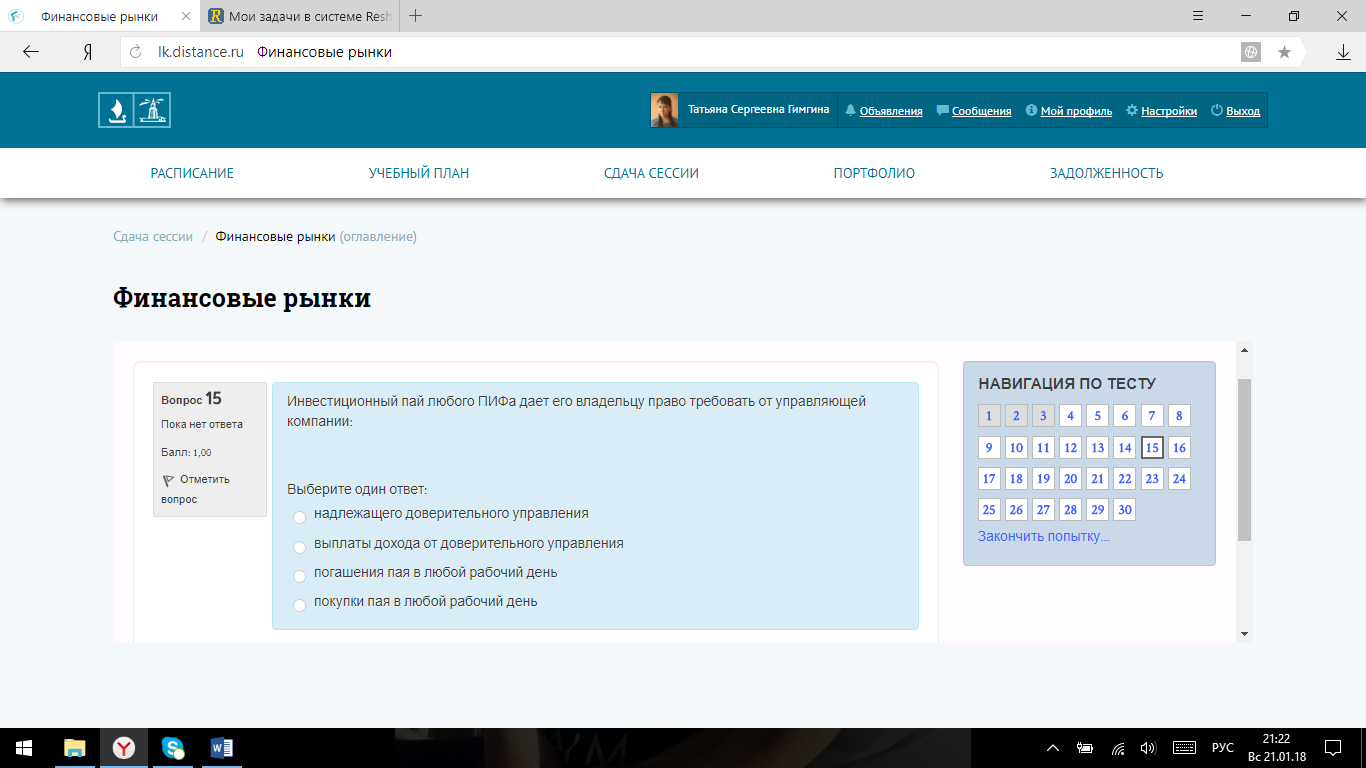 Финансовые рынки
Мои задачи в системе Resh
Я
lk.distance.ru Финансовые рынки
Татьяна Сергеевна Гимгина Объявления Сообщения Мой профиль Настройки Выход
РАСПИСАНИЕ УЧЕБНЫЙ ПЛАН СДАЧА СЕССИИ ПОРТФОЛИО ЗАДОЛЖЕННОСТЬ
Сдача сессии / Финансовые рынки (оглавление)
Финансовые рынки
Вопрос 15
Пока нет ответа
Балл: 1,00
Отметить
вопрос
Инвестиционный пай любого ПИФа дает его владельцу право требовать от управляющей
компании:
Выберите один ответ:
надлежащего доверительного управления
выплаты дохода от доверительного управления
погашения пая в любой рабочий день
покупки пая в любой рабочий день
НАВИГАЦИЯ ПО ТЕСТУ
1 2 3 4 5 6 7 8
9 10 11 12 13 14 15 16
17 18 19 20 21 22 23 24
25 26 27 28 29 30
Закончить попытку...
РУС
21:22
Вс 21.01.18